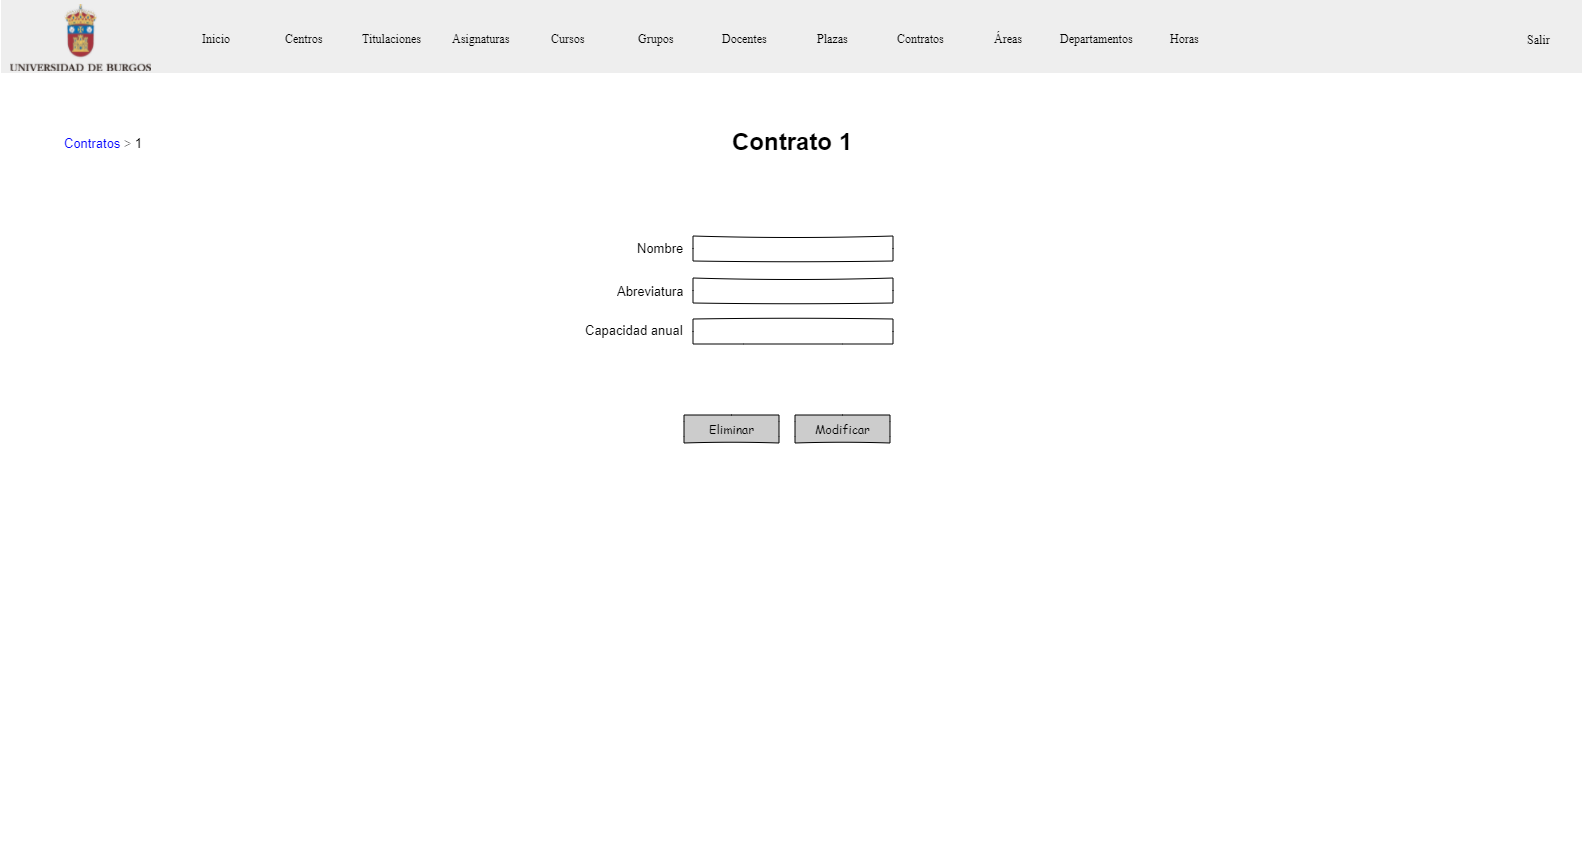 UNIVERSIDAD DE BURGOS
Inicio Centros Titulaciones Asignaturas Cursos Grupos Docentes Plazas Contratos Áreas Departamentos Horas Salir
Contratos > 1
Contrato 1
Nombre
Abreviatura
Capacidad anual
Eliminar Modificar